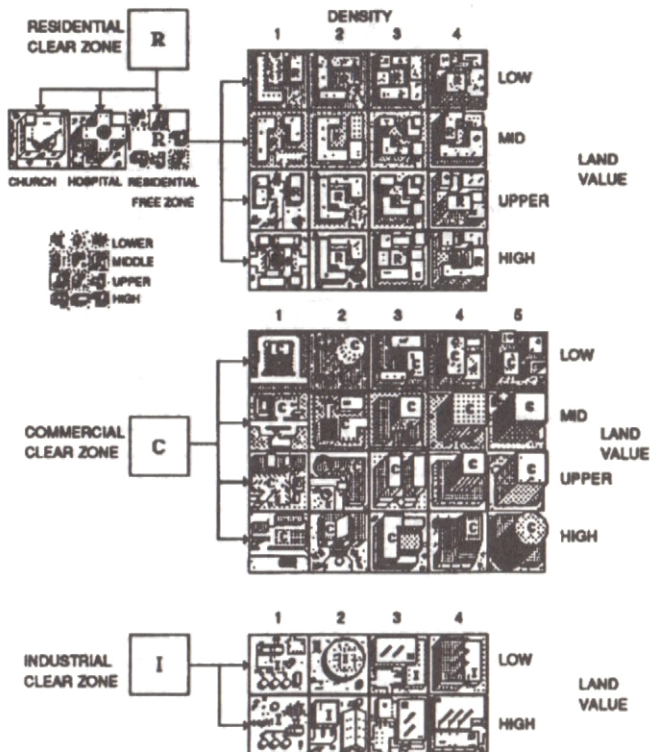 DENSITY
RESIDENTIAL
CLEAR ZONE
R
1 2 3 4
LOW
MID
UPPER
HIGH
LAND
VALUE
CHURCH HOSPITAL RESIDENTIAL
FREE ZONE
R
LOWER
MIDDLE
UPPER
HIGH
1 2 3 4 5
COMMERCIAL
CLEAR ZONE
C
LOW
MID
UPPER
HIGH
LAND
VALUE
1 2 3 4
INDUSTRIAL
CLEAR ZONE
I
LOW
HIGH
LAND
VALUE